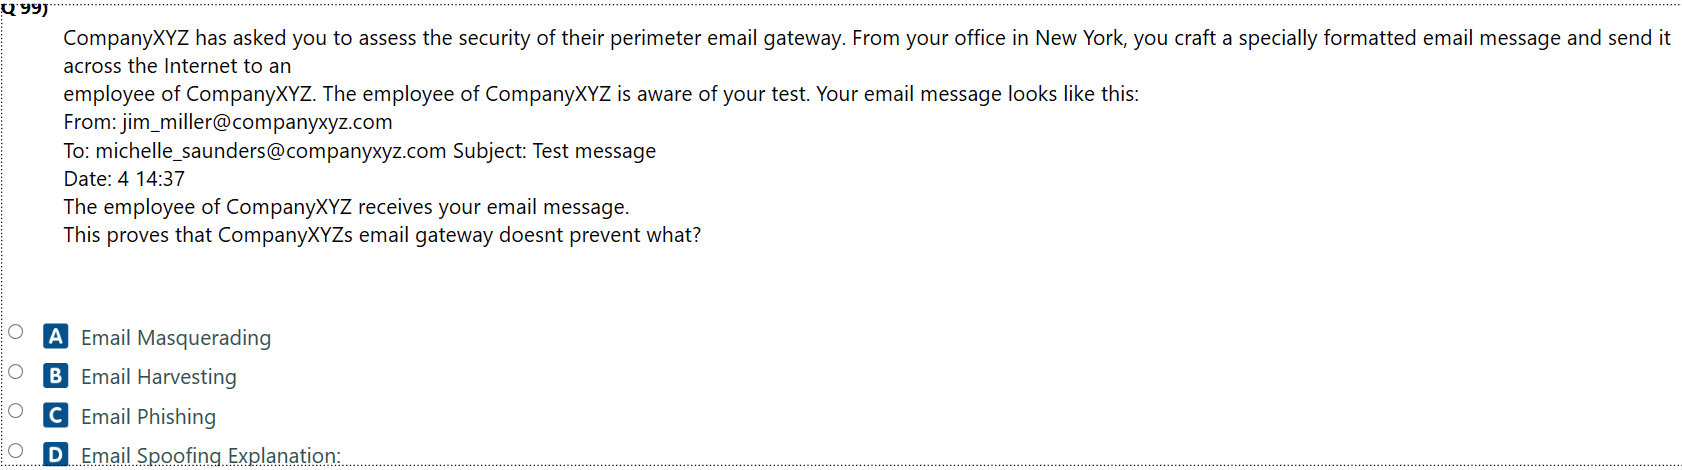 Q 99)
CompanyXYZ has asked you to assess the security of their perimeter email gateway. From your office in New York, you craft a specially formatted email message and send it
across the Internet to an
employee of CompanyXYZ. The employee of CompanyXYZ is aware of your test. Your email message looks like this:
From: jim_miller@companyxyz.com
To: michelle_saunders@companyxyz.com Subject: Test message
Date: 4 14:37
The employee of CompanyXYZ receives your email message.
This proves that CompanyXYZs email gateway doesnt prevent what?
A Email Masquerading
B Email Harvesting
C Email Phishing
D Email Spoofing Explanation: